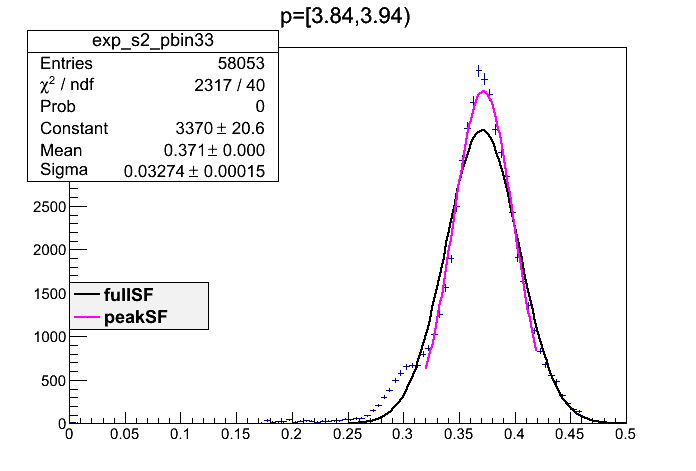 p=[3.84,3.94)
exp_s2_pbin33
Entries 58053
χ² / ndf 2317 / 40
Prob 0
Constant 3370 ± 20.6
Mean 0.371 ± 0.000
Sigma 0.03274 ± 0.00015
2500
2000
1500
fullSF
peakSF
1000
500
0
0 0.05 0.1 0.15 0.2 0.25 0.3 0.35 0.4 0.45 0.5